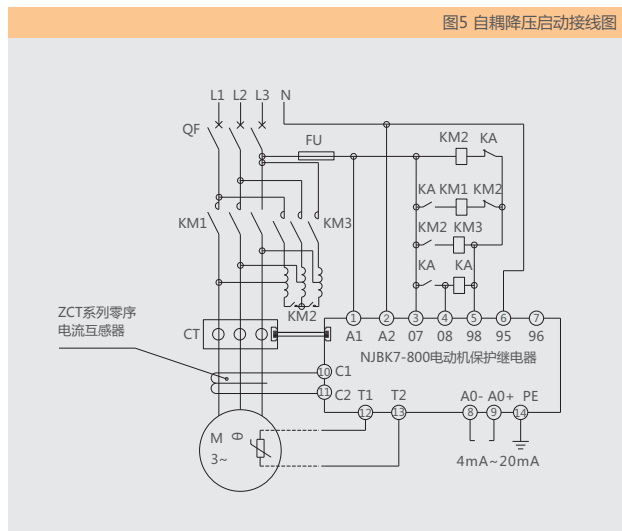 图5 自耦降压启动接线图
L1 L2 L3 N
QF
FU
KM2 KA
KA KM1 KM2
KM1
KM3
KM2 KM3
KA KA
KM2
ZCT系列零序
电流互感器
CT
1 2 3 4 5 6 7
A1 A2 07 08 98 95 96
NJBK7-800电动机保护继电器
10 C1
11 C2 T1 T2
A0- A0+ PE
12 13 8 9 14
M θ
3~
4mA~20mA